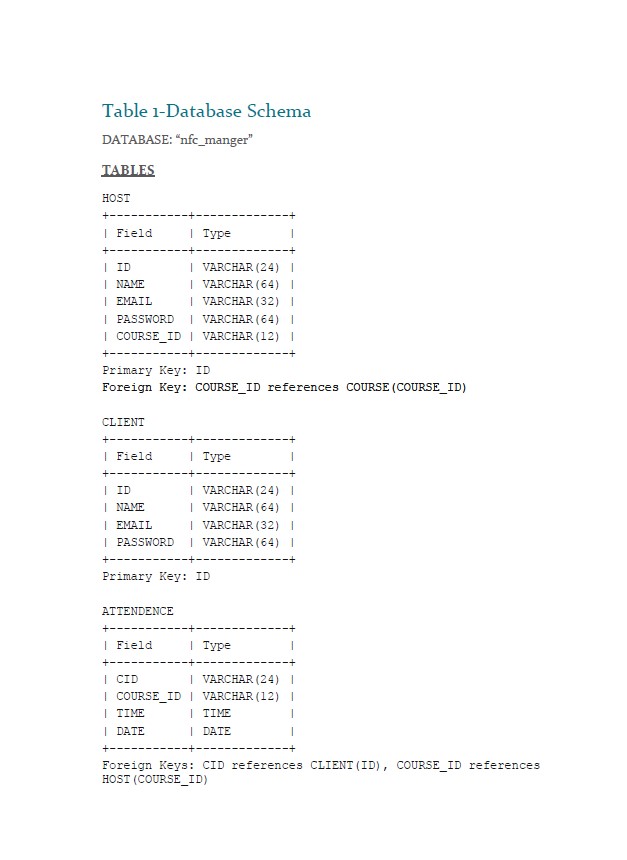 Table 1-Database Schema
DATABASE: “nfc_manger”
TABLES
HOST
+-----------+-------------+
| Field     | Type        |
+-----------+-------------+
| ID        | VARCHAR(24) |
| NAME      | VARCHAR(64) |
| EMAIL     | VARCHAR(32) |
| PASSWORD  | VARCHAR(64) |
| COURSE_ID | VARCHAR(12) |
+-----------+-------------+
Primary Key: ID
Foreign Key: COURSE_ID references COURSE(COURSE_ID)
CLIENT
+-----------+-------------+
| Field     | Type        |
+-----------+-------------+
| ID        | VARCHAR(24) |
| NAME      | VARCHAR(64) |
| EMAIL     | VARCHAR(32) |
| PASSWORD  | VARCHAR(64) |
+-----------+-------------+
Primary Key: ID
ATTENDENCE
+-----------+-------------+
| Field     | Type        |
+-----------+-------------+
| CID       | VARCHAR(24) |
| COURSE_ID | VARCHAR(12) |
| TIME      | TIME        |
| DATE      | DATE        |
+-----------+-------------+
Foreign Keys: CID references CLIENT(ID), COURSE_ID references
HOST(COURSE_ID)